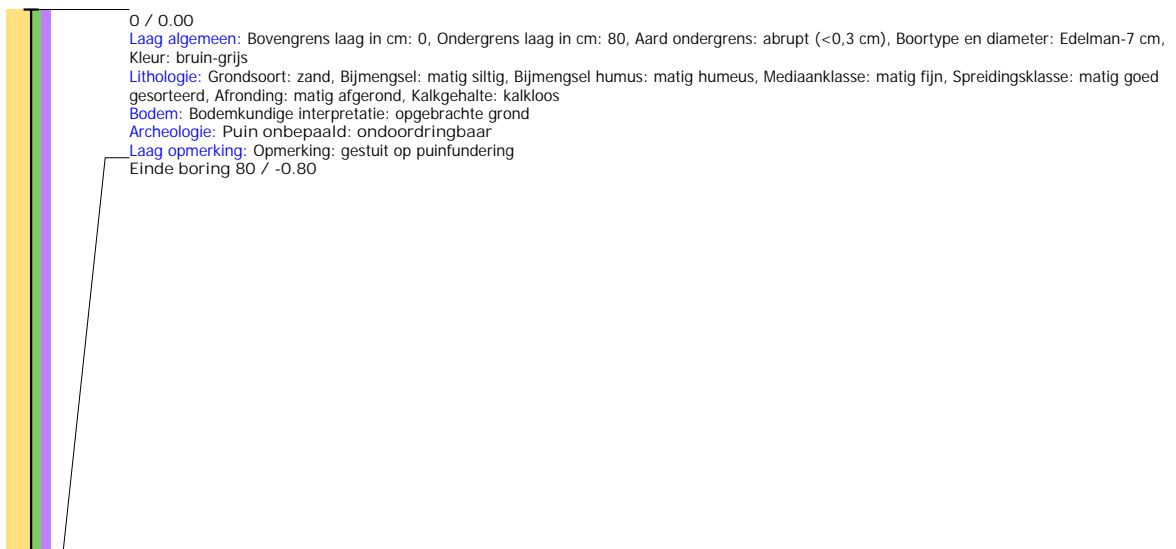 0 / 0.00
Laag algemeen: Bovengrens laag in cm: 0, Ondergrens laag in cm: 80, Aard ondergrens: abrupt (<0,3 cm), Boortype en diameter: Edelman-7 cm,
Kleur: bruin-grijs
Lithologie: Grondsoort: zand, Bijmengsel: matig siltig, Bijmengsel humus: matig humeus, Mediaanklasse: matig fijn, Spreidingsklasse: matig goed
gesorteerd, Afronding: matig afgerond, Kalkgehalte: kalkloos
Bodem: Bodemkundige interpretatie: opgebrachte grond
Archeologie: Puin onbepaald: ondoordringbaar
Laag opmerking: Opmerking: gestuit op puinfundering
Einde boring 80 / -0.80